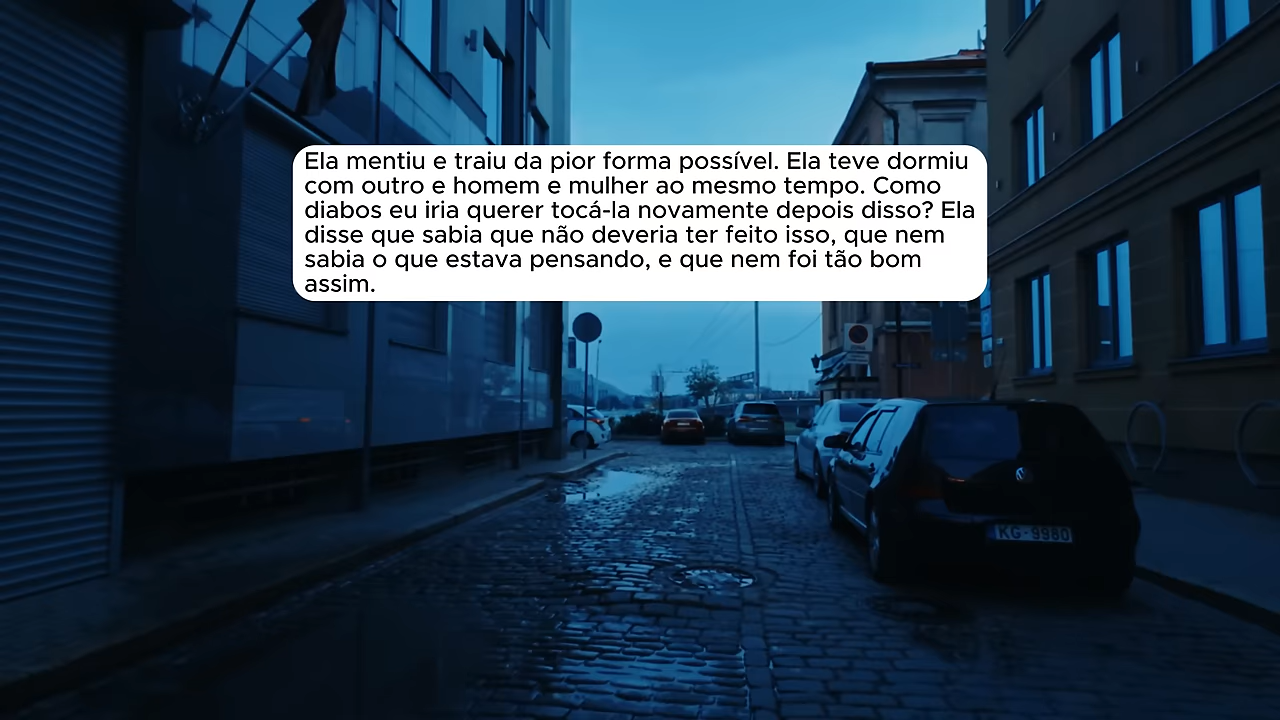 Ela mentiu e traiu da pior forma possível. Ela teve dormiu
com outro e homem e mulher ao mesmo tempo. Como
diabos eu iria querer tocá-la novamente depois disso? Ela
disse que sabia que não deveria ter feito isso, que nem
sabia o que estava pensando, e que nem foi tão bom
assim.
KG-9980